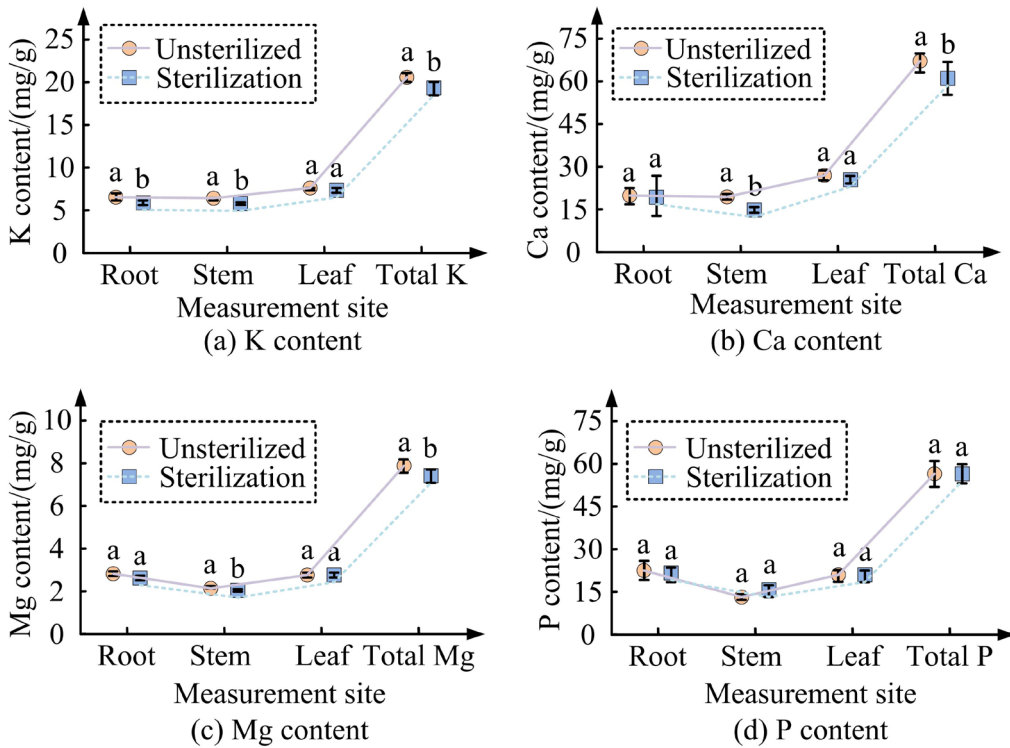 K content/(mg/g)
25
20
15
10
5
0
Unsterilized
Sterilization
a b a b a a a b
Root Stem Leaf Total K
Measurement site
(a) K content
Ca content/(mg/g)
75
60
45
30
15
0
Unsterilized
Sterilization
a a a b a a a b
Root Stem Leaf Total Ca
Measurement site
(b) Ca content
Mg content/(mg/g)
10
8
6
4
2
0
Unsterilized
Sterilization
a a a b a a a b
Root Stem Leaf Total Mg
Measurement site
(c) Mg content
P content/(mg/g)
75
60
45
30
15
0
Unsterilized
Sterilization
a a a a a a a a
Root Stem Leaf Total P
Measurement site
(d) P content